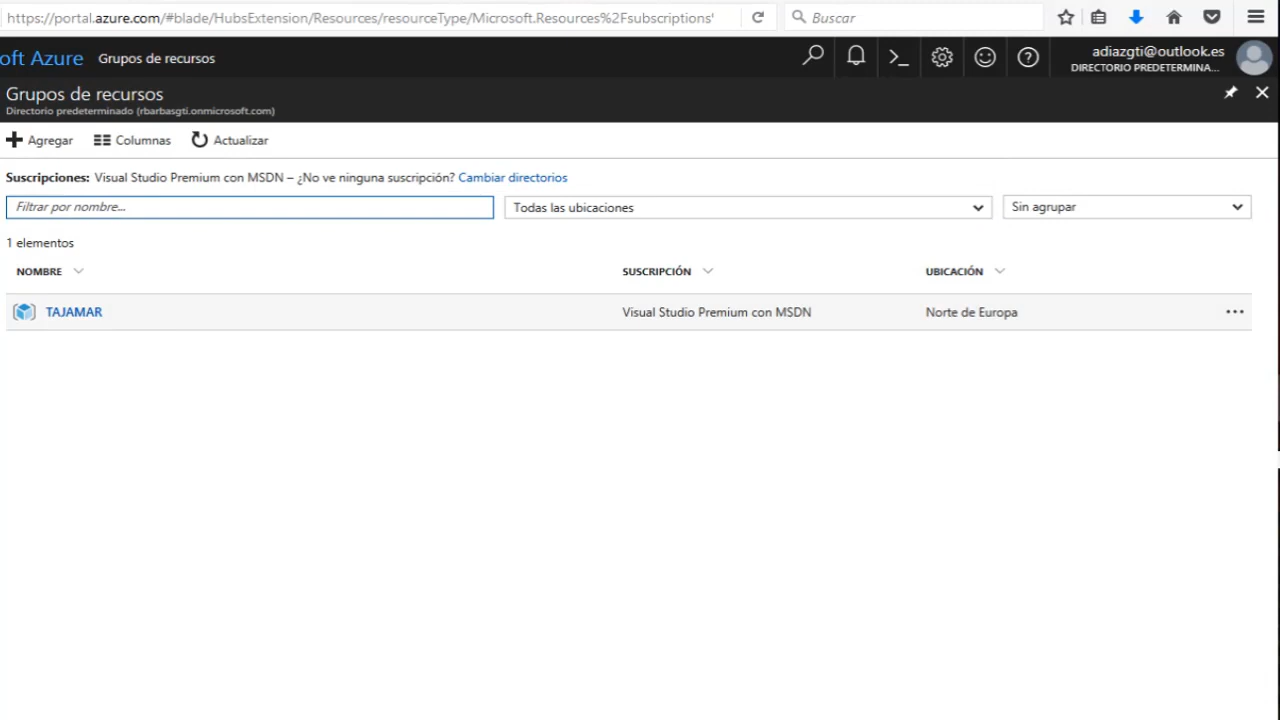 https://portal.azure.com/#blade/HubsExtension/Resources/resourceType/Microsoft.Resources%2Fsubscriptions'
Buscar
oft Azure Grupos de recursos
adiazgti@outlook.es
DIRECTORIO PREDETERMINA...
Grupos de recursos
Directorio predeterminado (rbarbasgti.onmicrosoft.com)
Agregar Columnas Actualizar
Suscripciones: Visual Studio Premium con MSDN – ¿No ve ninguna suscripción? Cambiar directorios
Filtrar por nombre... Todas las ubicaciones Sin agrupar
1 elementos
NOMBRE SUSCRIPCIÓN UBICACIÓN
TAJAMAR Visual Studio Premium con MSDN Norte de Europa